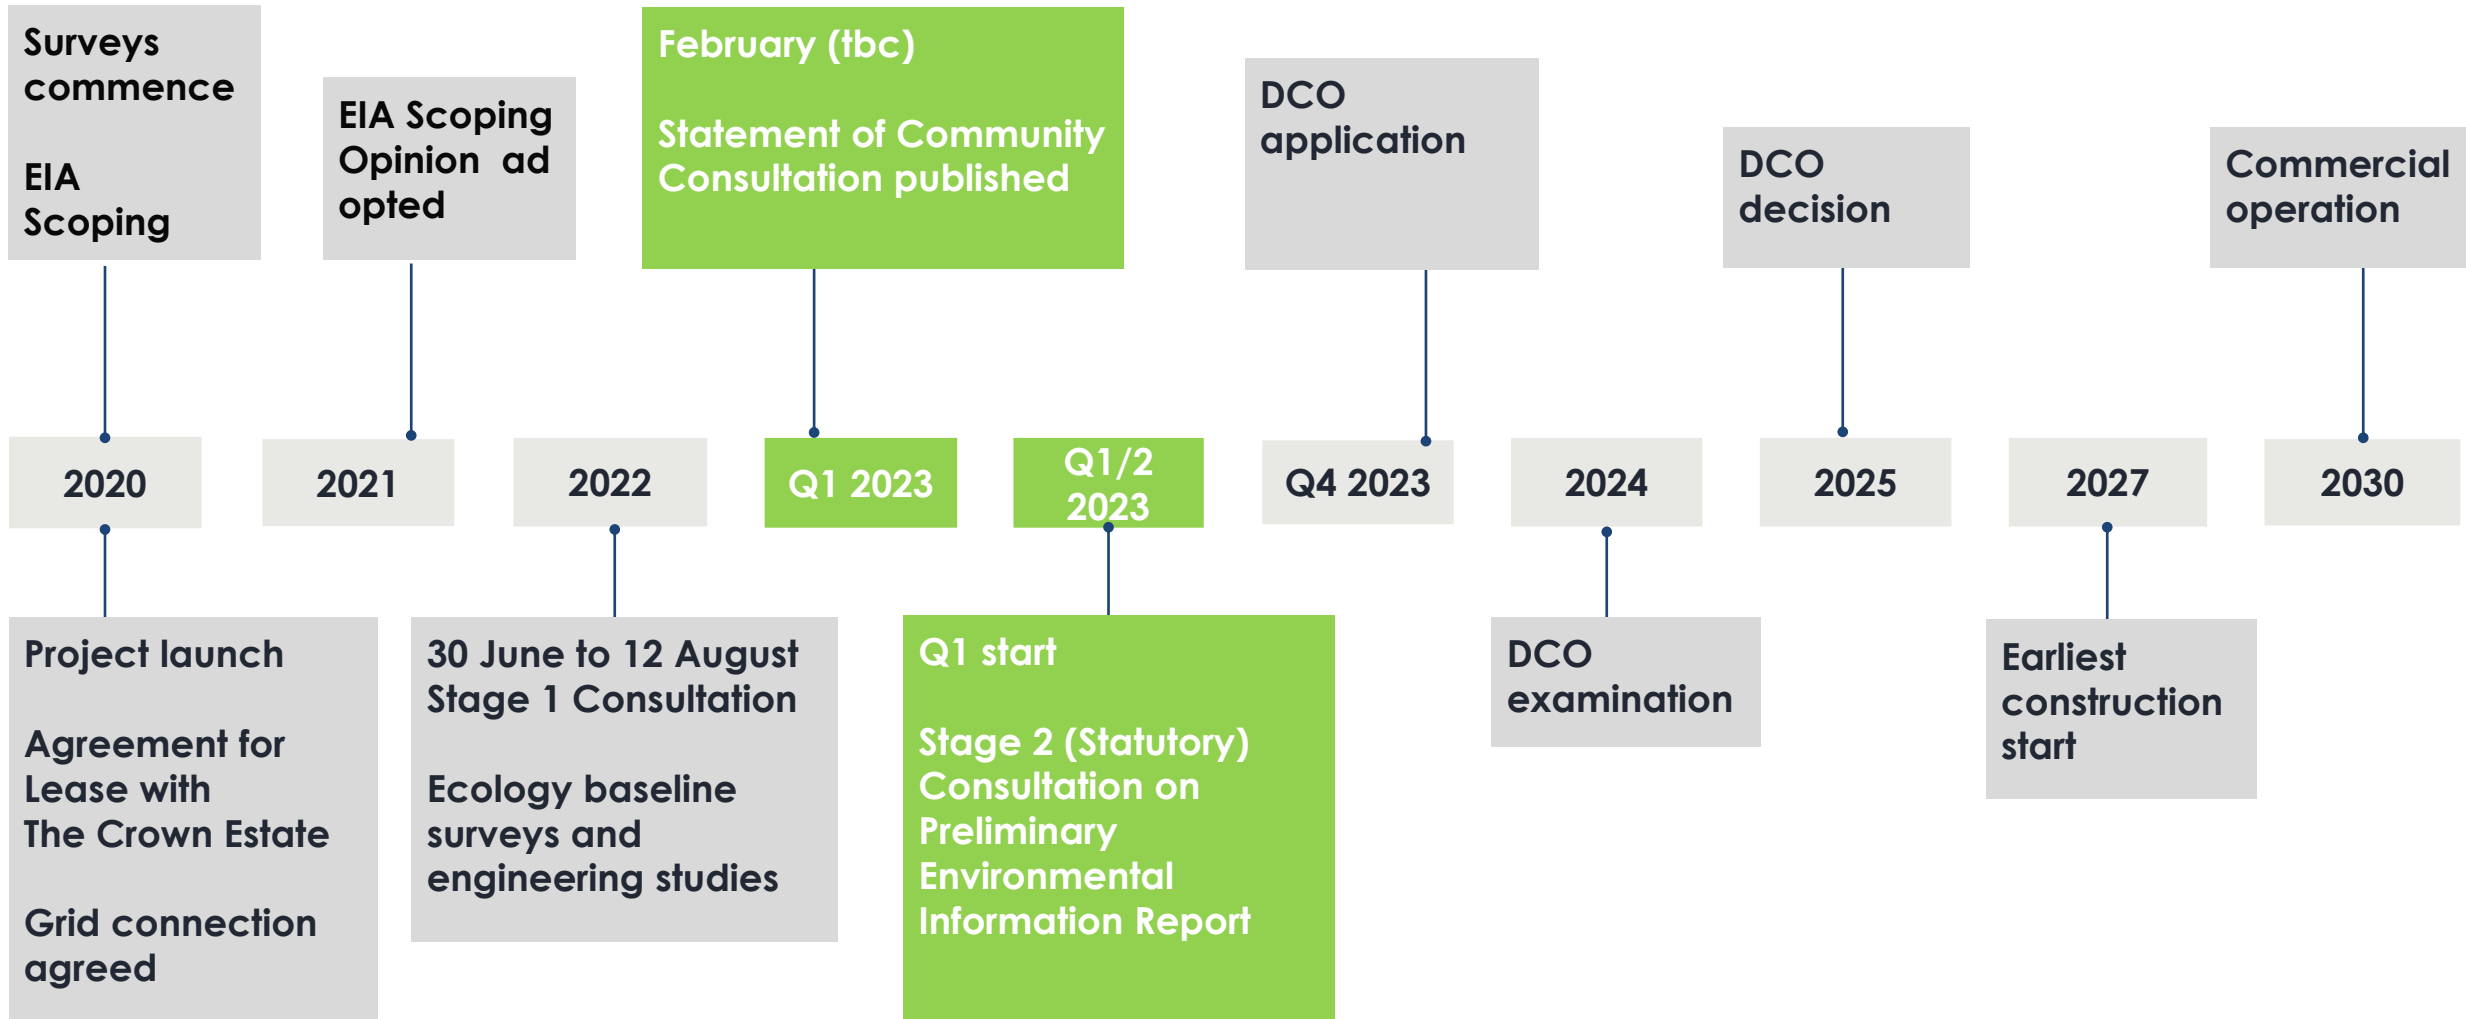 Surveys
commence
EIA
Scoping
EIA Scoping
Opinion  ad
opted
February (tbc)
Statement of Community
Consultation published
DCO
application
DCO
decision
Commercial
operation
2020
2021
2022
Q1 2023
Q1/2
2023
Q4 2023
2024
2025
2027
2030
Project launch
Agreement for
Lease with
The Crown Estate
Grid connection
agreed
30 June to 12 August
Stage 1 Consultation
Ecology baseline
surveys and
engineering studies
Q1 start
Stage 2 (Statutory)
Consultation on
Preliminary
Environmental
Information Report
DCO
examination
Earliest
construction
start